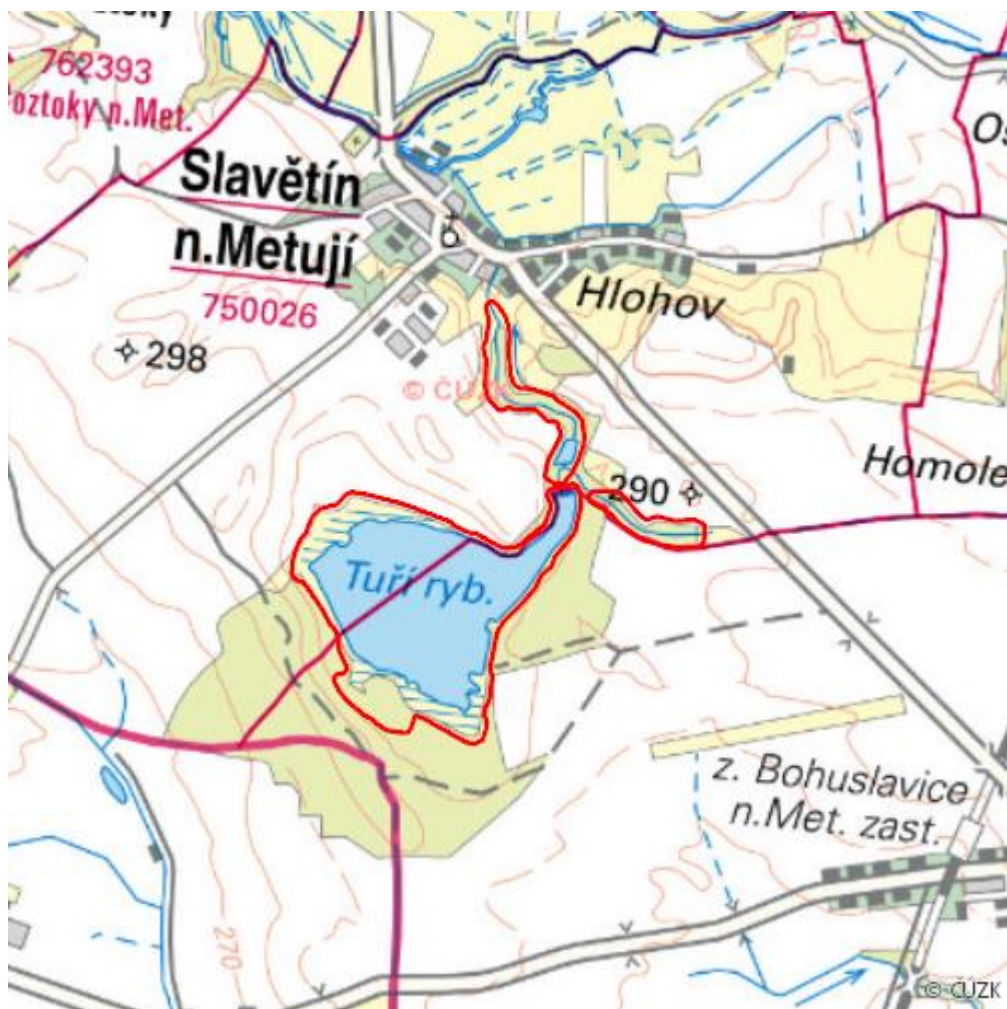 762393
oztoky n.Met.
Slavětín
n.Metují
750026
Hlohov
298
© ČÚZK
290
Homole
Tuří ryb.
z. Bohuslavice
n.Met. zast.
270
© ČÚZK